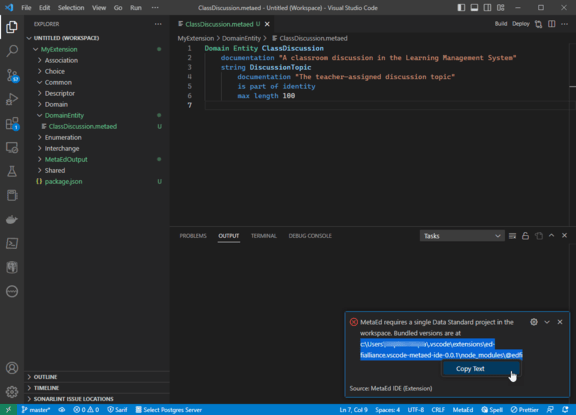 File Edit Selection View Go Run ··· ClassDiscussion.metaed - Untitled (Workspace) - Visual Studio Code
EXPLORER ···
UNTITLED (WORKSPACE)
MyExtension
Association
Choice
Common
Descriptor
Domain
DomainEntity
ClassDiscussion.metaed U
Enumeration
Interchange
MetaEdOutput
Shared
{} package.json U
OUTLINE
TIMELINE
SONARLINT ISSUE LOCATIONS
ClassDiscussion.metaed U Build Deploy ···
MyExtension > DomainEntity > ClassDiscussion.metaed
1 Domain Entity ClassDiscussion
2 documentation "A classroom discussion in the Learning Management System"
3 string DiscussionTopic
4 documentation "The teacher-assigned discussion topic"
5 is part of identity
6 max length 100
7
PROBLEMS OUTPUT TERMINAL DEBUG CONSOLE Tasks
MetaEd requires a single Data Standard project in the
workspace. Bundled versions are at
c:\Users\ \.vscode\extensions\ed-
fialliance.vscode-metaed-ide-0.0.1\node_modules\@edfi
Copy Text
Source: MetaEd IDE (Extension)
master* 0 0 Sarif Select Postgres Server Ln 7, Col 9 Spaces: 4 UTF-8 CRLF MetaEd Spell Prettier